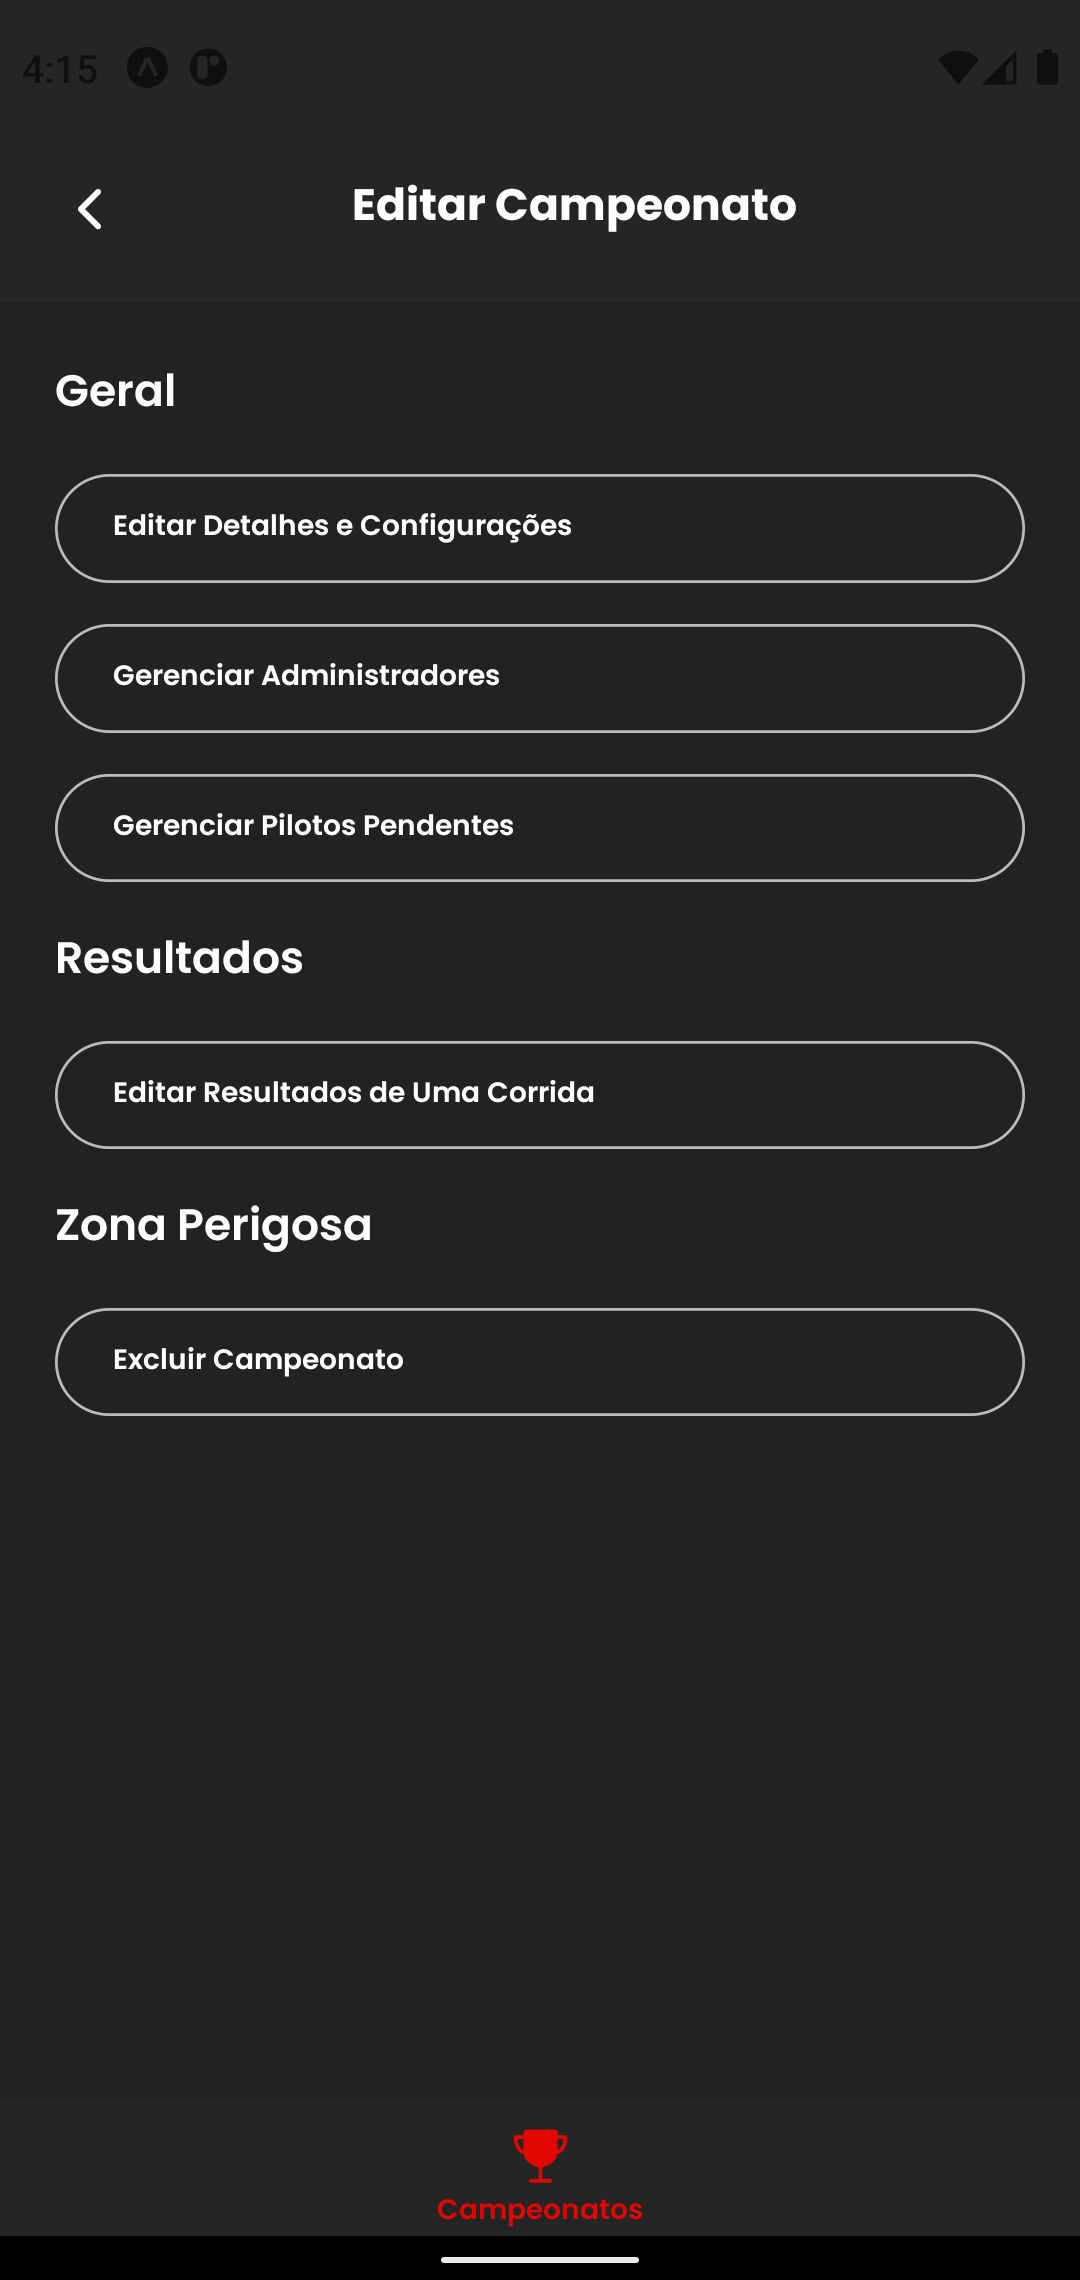 4:15
Editar Campeonato
Geral
Editar Detalhes e Configurações
Gerenciar Administradores
Gerenciar Pilotos Pendentes
Resultados
Editar Resultados de Uma Corrida
Zona Perigosa
Excluir Campeonato
Campeonatos